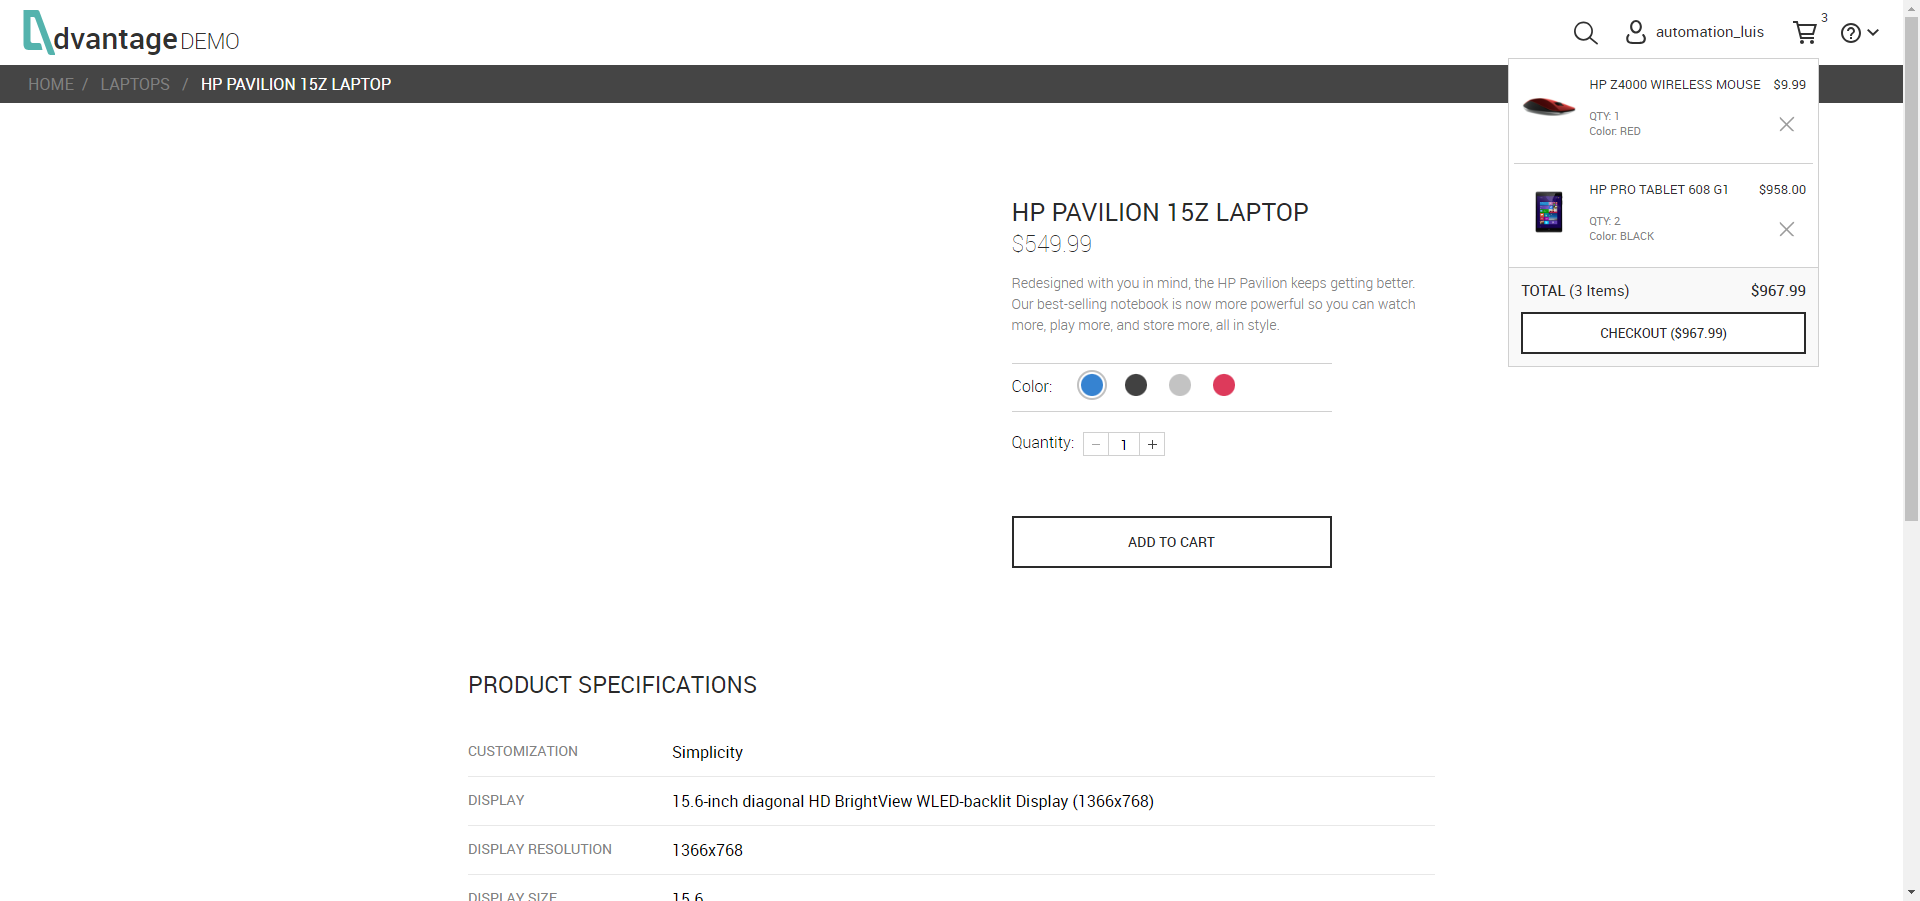 dvantage DEMO
automation_luis
3
HOME / LAPTOPS / HP PAVILION 15Z LAPTOP
HP Z4000 WIRELESS MOUSE $9.99
QTY: 1
Color: RED
HP PRO TABLET 608 G1 $958.00
QTY: 2
Color: BLACK
TOTAL (3 Items) $967.99
CHECKOUT ($967.99)
HP PAVILION 15Z LAPTOP
$549.99
Redesigned with you in mind, the HP Pavilion keeps getting better.
Our best-selling notebook is now more powerful so you can watch
more, play more, and store more, all in style.
Color:
Quantity: − 1 +
ADD TO CART
PRODUCT SPECIFICATIONS
CUSTOMIZATION Simplicity
DISPLAY 15.6-inch diagonal HD BrightView WLED-backlit Display (1366x768)
DISPLAY RESOLUTION 1366x768
DISPLAY SIZE 15.6